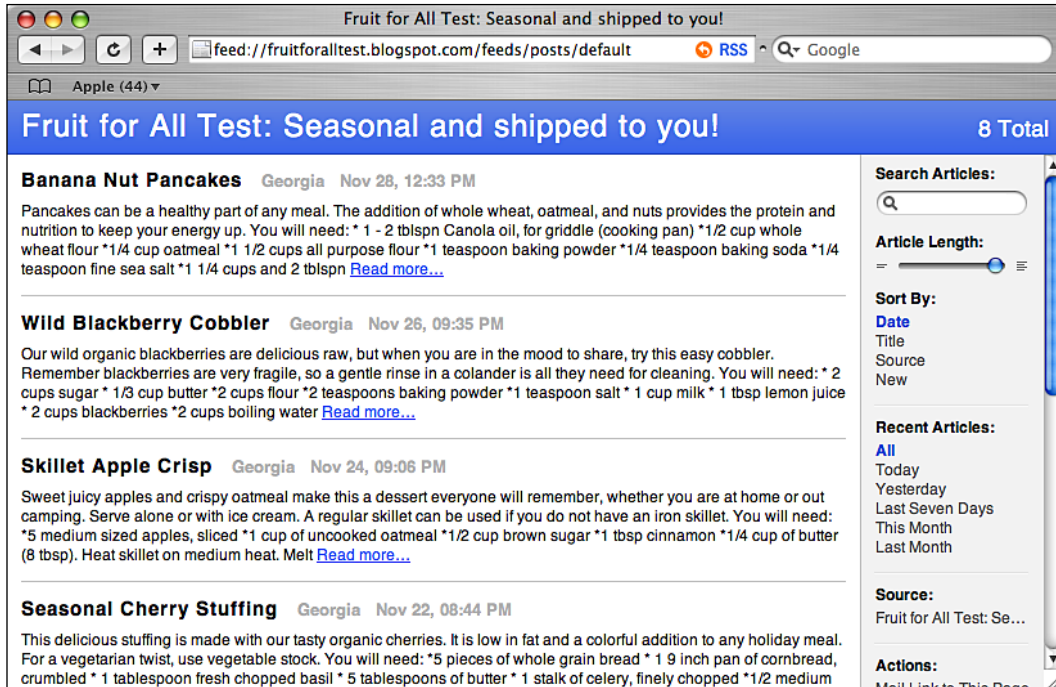 Fruit for All Test: Seasonal and shipped to you!
feed://fruitforalltest.blogspot.com/feeds/posts/default
RSS
Google
Apple (44)
Fruit for All Test: Seasonal and shipped to you!
8 Total
Banana Nut Pancakes Georgia Nov 28, 12:33 PM
Pancakes can be a healthy part of any meal. The addition of whole wheat, oatmeal, and nuts provides the protein and
nutrition to keep your energy up. You will need: * 1 - 2 tblspn Canola oil, for griddle (cooking pan) *1/2 cup whole
wheat flour *1/4 cup oatmeal *1 1/2 cups all purpose flour *1 teaspoon baking powder *1/4 teaspoon baking soda *1/4
teaspoon fine sea salt *1 1/4 cups and 2 tblspn Read more...
Wild Blackberry Cobbler Georgia Nov 26, 09:35 PM
Our wild organic blackberries are delicious raw, but when you are in the mood to share, try this easy cobbler.
Remember blackberries are very fragile, so a gentle rinse in a colander is all they need for cleaning. You will need: * 2
cups sugar * 1/3 cup butter *2 cups flour *2 teaspoons baking powder *1 teaspoon salt * 1 cup milk * 1 tbsp lemon juice
* 2 cups blackberries *2 cups boiling water Read more...
Skillet Apple Crisp Georgia Nov 24, 09:06 PM
Sweet juicy apples and crispy oatmeal make this a dessert everyone will remember, whether you are at home or out
camping. Serve alone or with ice cream. A regular skillet can be used if you do not have an iron skillet. You will need:
*5 medium sized apples, sliced *1 cup of uncooked oatmeal *1/2 cup brown sugar *1 tbsp cinnamon *1/4 cup of butter
(8 tbsp). Heat skillet on medium heat. Melt Read more...
Seasonal Cherry Stuffing Georgia Nov 22, 08:44 PM
This delicious stuffing is made with our tasty organic cherries. It is low in fat and a colorful addition to any holiday meal.
For a vegetarian twist, use vegetable stock. You will need: *5 pieces of whole grain bread * 1 9 inch pan of cornbread,
crumbled * 1 tablespoon fresh chopped basil * 5 tablespoons of butter * 1 stalk of celery, finely chopped *1/2 medium
Search Articles:
Article Length:
Sort By:
Date
Title
Source
New
Recent Articles:
All
Today
Yesterday
Last Seven Days
This Month
Last Month
Source:
Fruit for All Test: Se...
Actions:
Mail Link to This Page